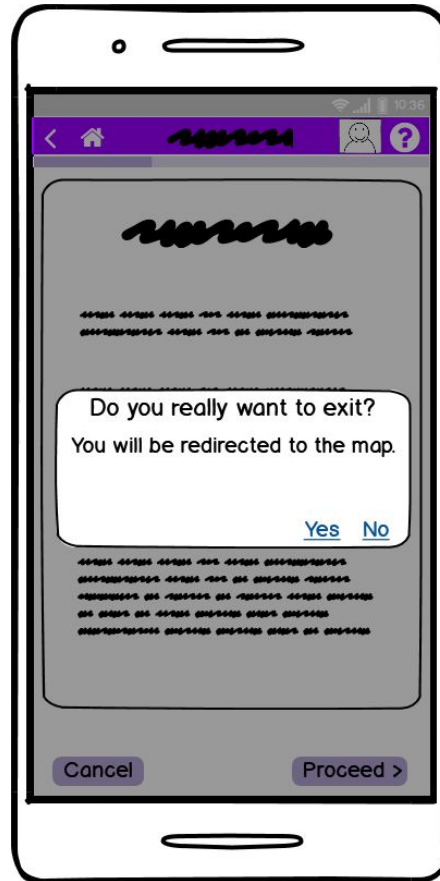 10:36
?
Do you really want to exit?
You will be redirected to the map.
Yes No
Cancel Proceed >